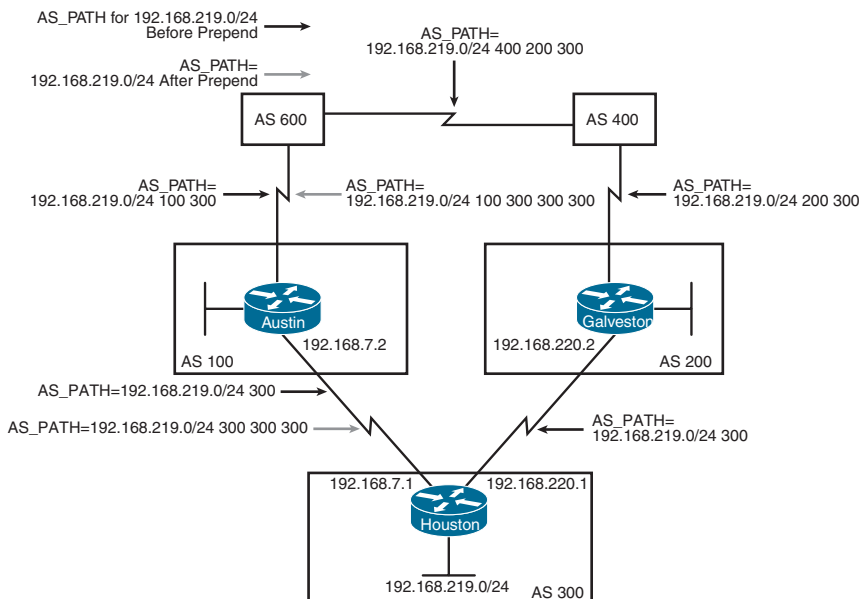 AS_PATH for 192.168.219.0/24
Before Prepend
AS_PATH=
192.168.219.0/24 400 200 300
AS_PATH=
192.168.219.0/24 After Prepend
AS 600
AS 400
AS_PATH=
192.168.219.0/24 100 300
AS_PATH=
192.168.219.0/24 100 300 300 300
AS_PATH=
192.168.219.0/24 200 300
Austin
192.168.7.2
AS 100
Galveston
192.168.220.2
AS 200
AS_PATH=192.168.219.0/24 300
AS_PATH=192.168.219.0/24 300 300 300
AS_PATH=
192.168.219.0/24 300
192.168.7.1
192.168.220.1
Houston
192.168.219.0/24
AS 300